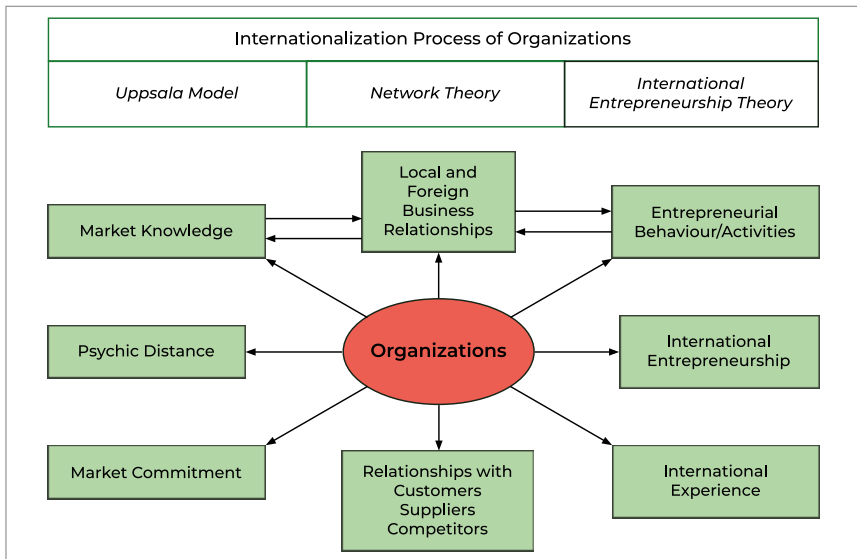 Internationalization Process of Organizations
Uppsala Model
Network Theory
International
Entrepreneurship Theory
Local and
Foreign
Business
Relationships
Market Knowledge
Entrepreneurial
Behaviour/Activities
Psychic Distance
Organizations
International
Entrepreneurship
Market Commitment
Relationships with
Customers
Suppliers
Competitors
International
Experience